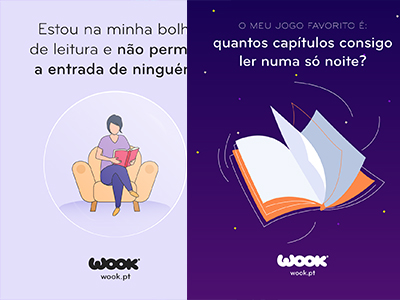 Estou na minha
de leitura e não
a entrada de
WOOK
wook.pt
O MEU JOGO FAVORITO É:
quantos capítulos consigo
ler numa só noite?
WOOK
wook.pt